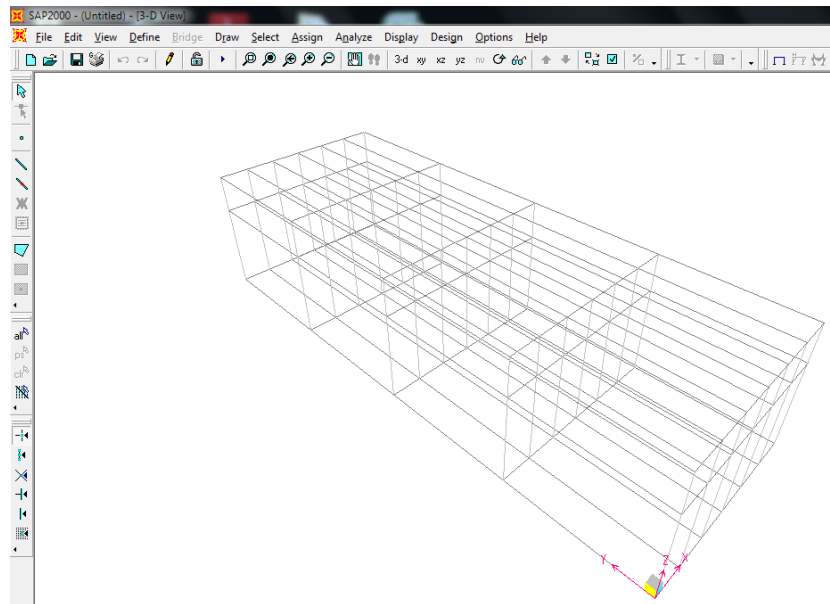 SAP2000 - (Untitled) - [3-D View]
File Edit View Define Bridge Draw Select Assign Analyze Display Design Options Help
3-d xy xz yz nv
all
ps
clr
Y Z X